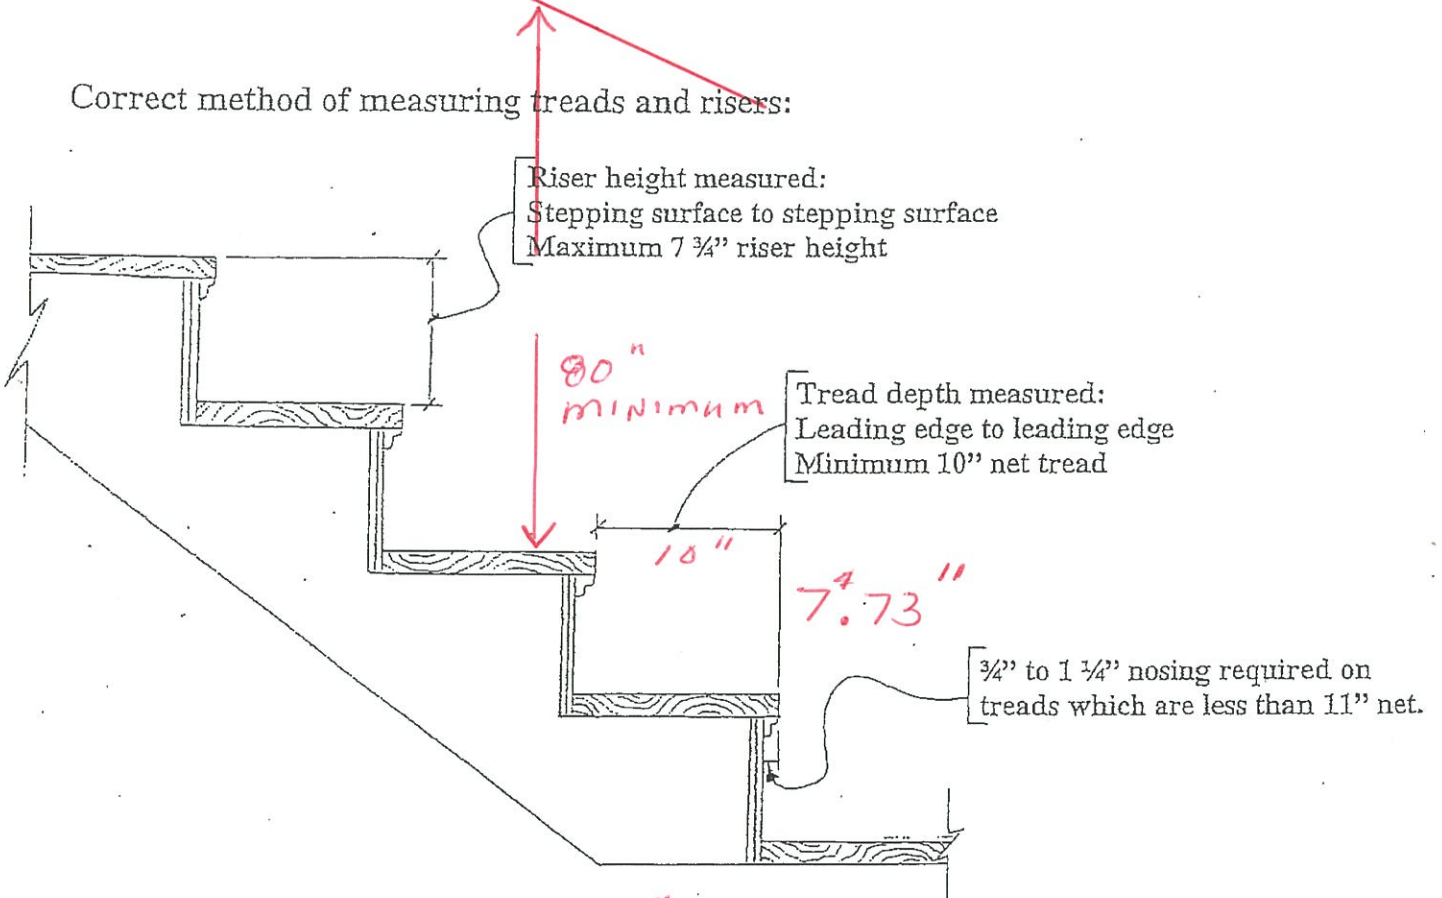 Correct method of measuring treads and risers:
Riser height measured:
Stepping surface to stepping surface
Maximum 7 ¾” riser height
80"
MINIMUM
Tread depth measured:
Leading edge to leading edge
Minimum 10” net tread
10"
7.73"
¾” to 1 ¼” nosing required on
treads which are less than 11” net.